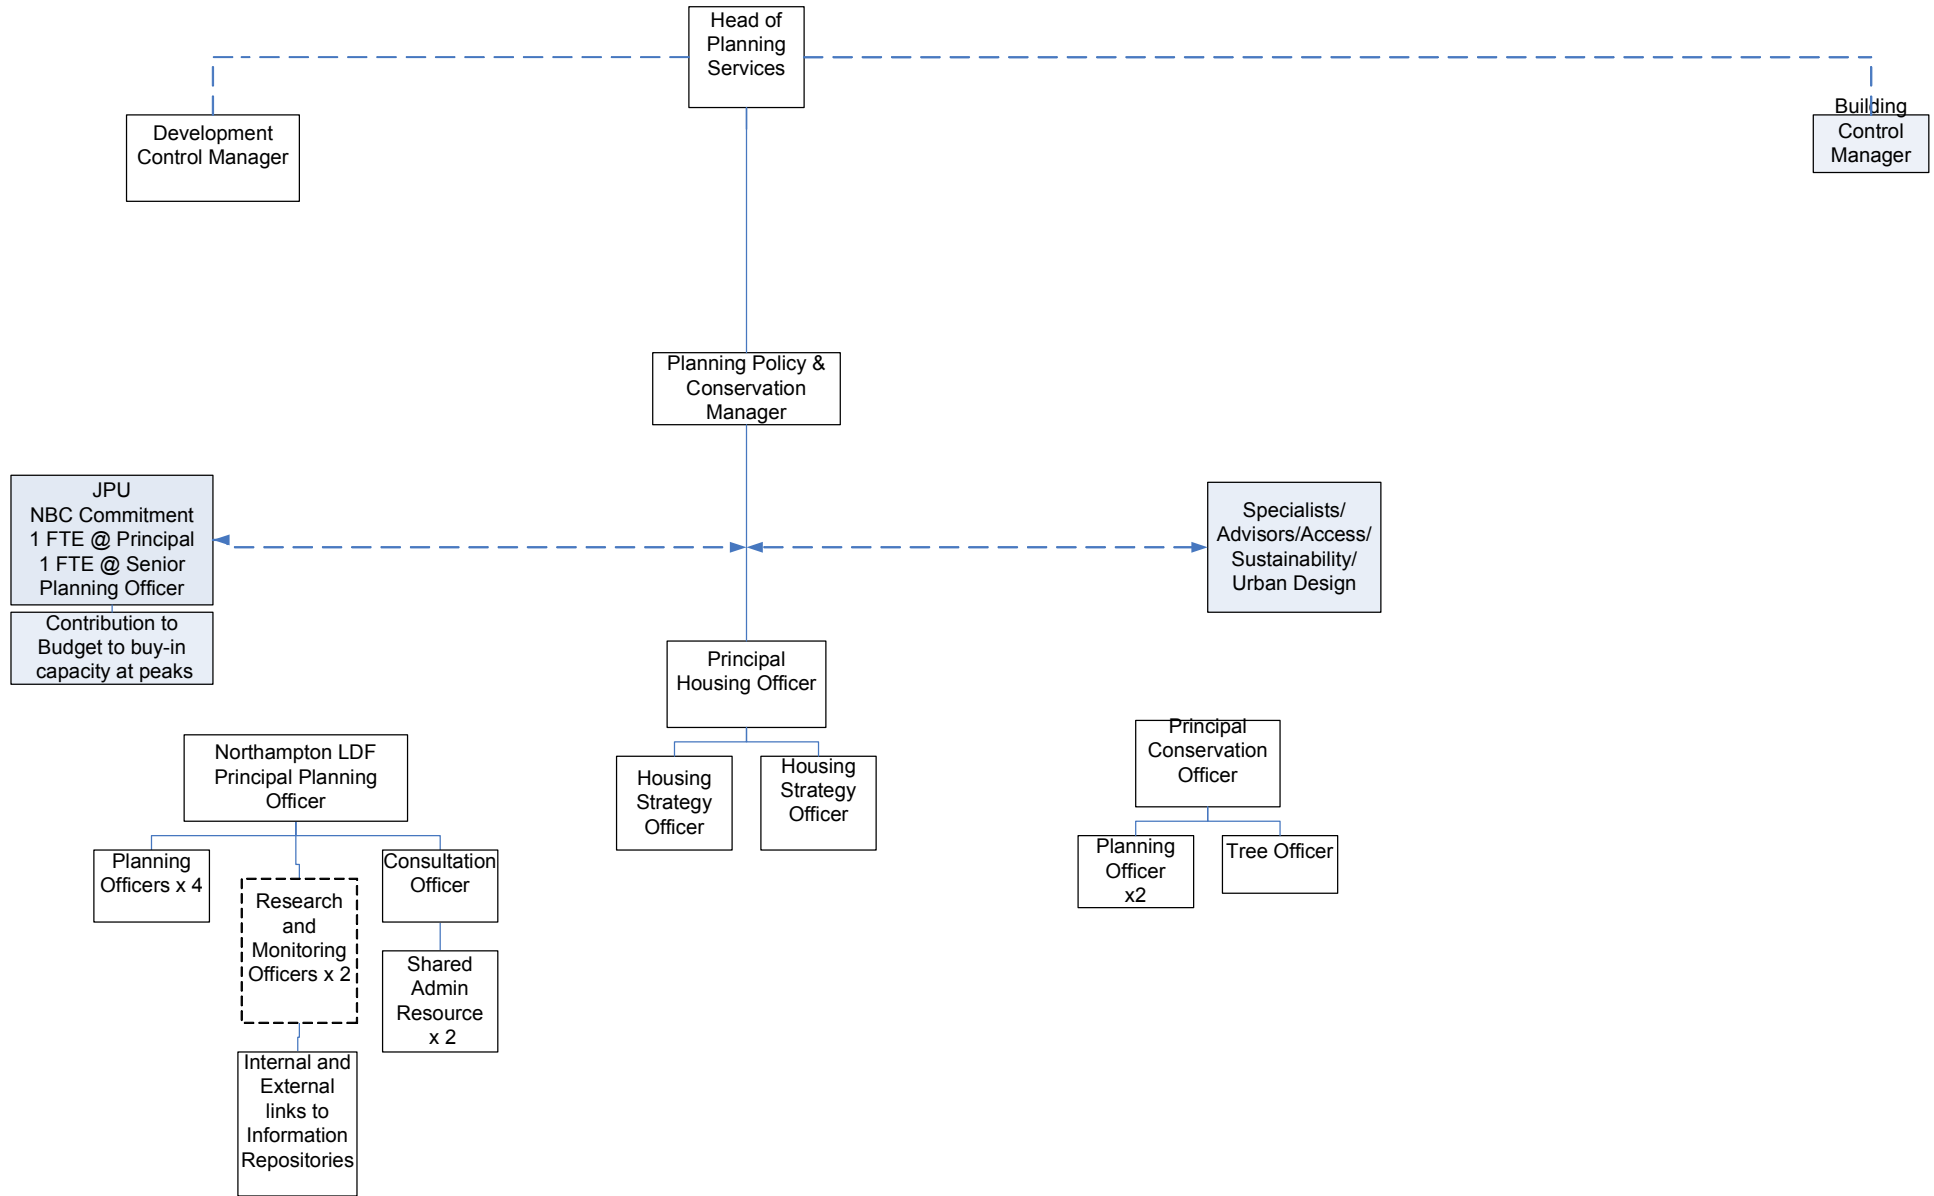 Head of
Planning
Services
Development
Control Manager
Building
Control
Manager
Planning Policy &
Conservation
Manager
JPU
NBC Commitment
1 FTE @ Principal
1 FTE @ Senior
Planning Officer
Contribution to
Budget to buy-in
capacity at peaks
Specialists/
Advisors/Access/
Sustainability/
Urban Design
Principal
Housing Officer
Housing
Strategy
Officer
Housing
Strategy
Officer
Northampton LDF
Principal Planning
Officer
Planning
Officers x 4
Research
and
Monitoring
Officers x 2
Internal and
External
links to
Information
Repositories
Consultation
Officer
Shared
Admin
Resource
x 2
Principal
Conservation
Officer
Planning
Officer
x2
Tree Officer